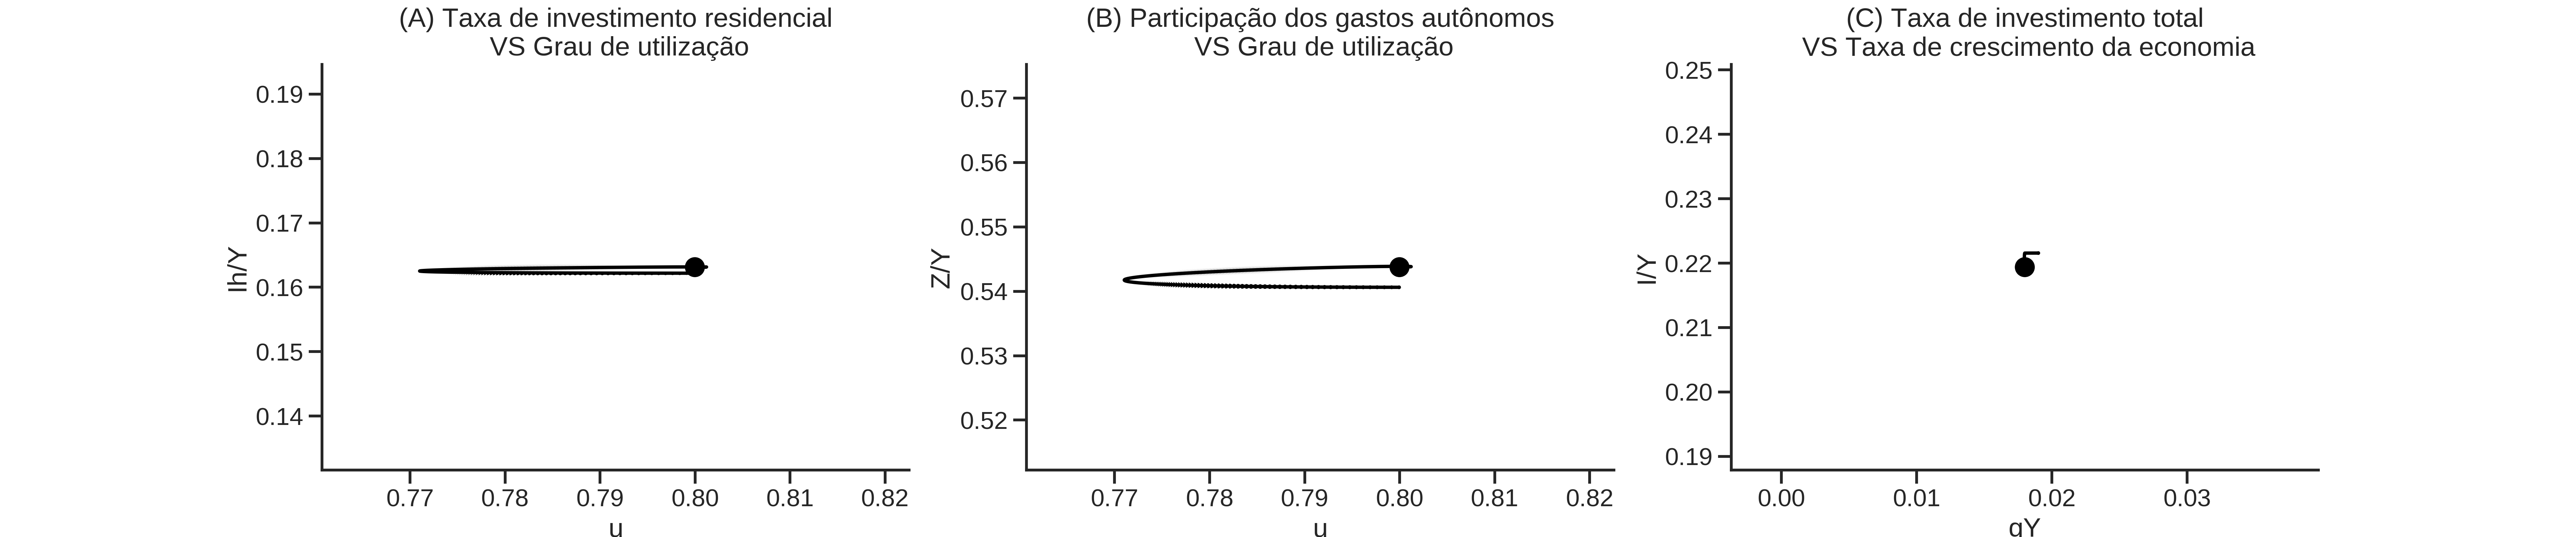 (A) Taxa de investimento residencial
VS Grau de utilização
0.19
0.18
0.17
0.16
0.15
0.14
Ih/Y
0.77 0.78 0.79 0.80 0.81 0.82
u
(B) Participação dos gastos autônomos
VS Grau de utilização
0.57
0.56
0.55
0.54
0.53
0.52
Z/Y
0.77 0.78 0.79 0.80 0.81 0.82
u
(C) Taxa de investimento total
VS Taxa de crescimento da economia
0.25
0.24
0.23
0.22
0.21
0.20
0.19
I/Y
0.00 0.01 0.02 0.03
gY